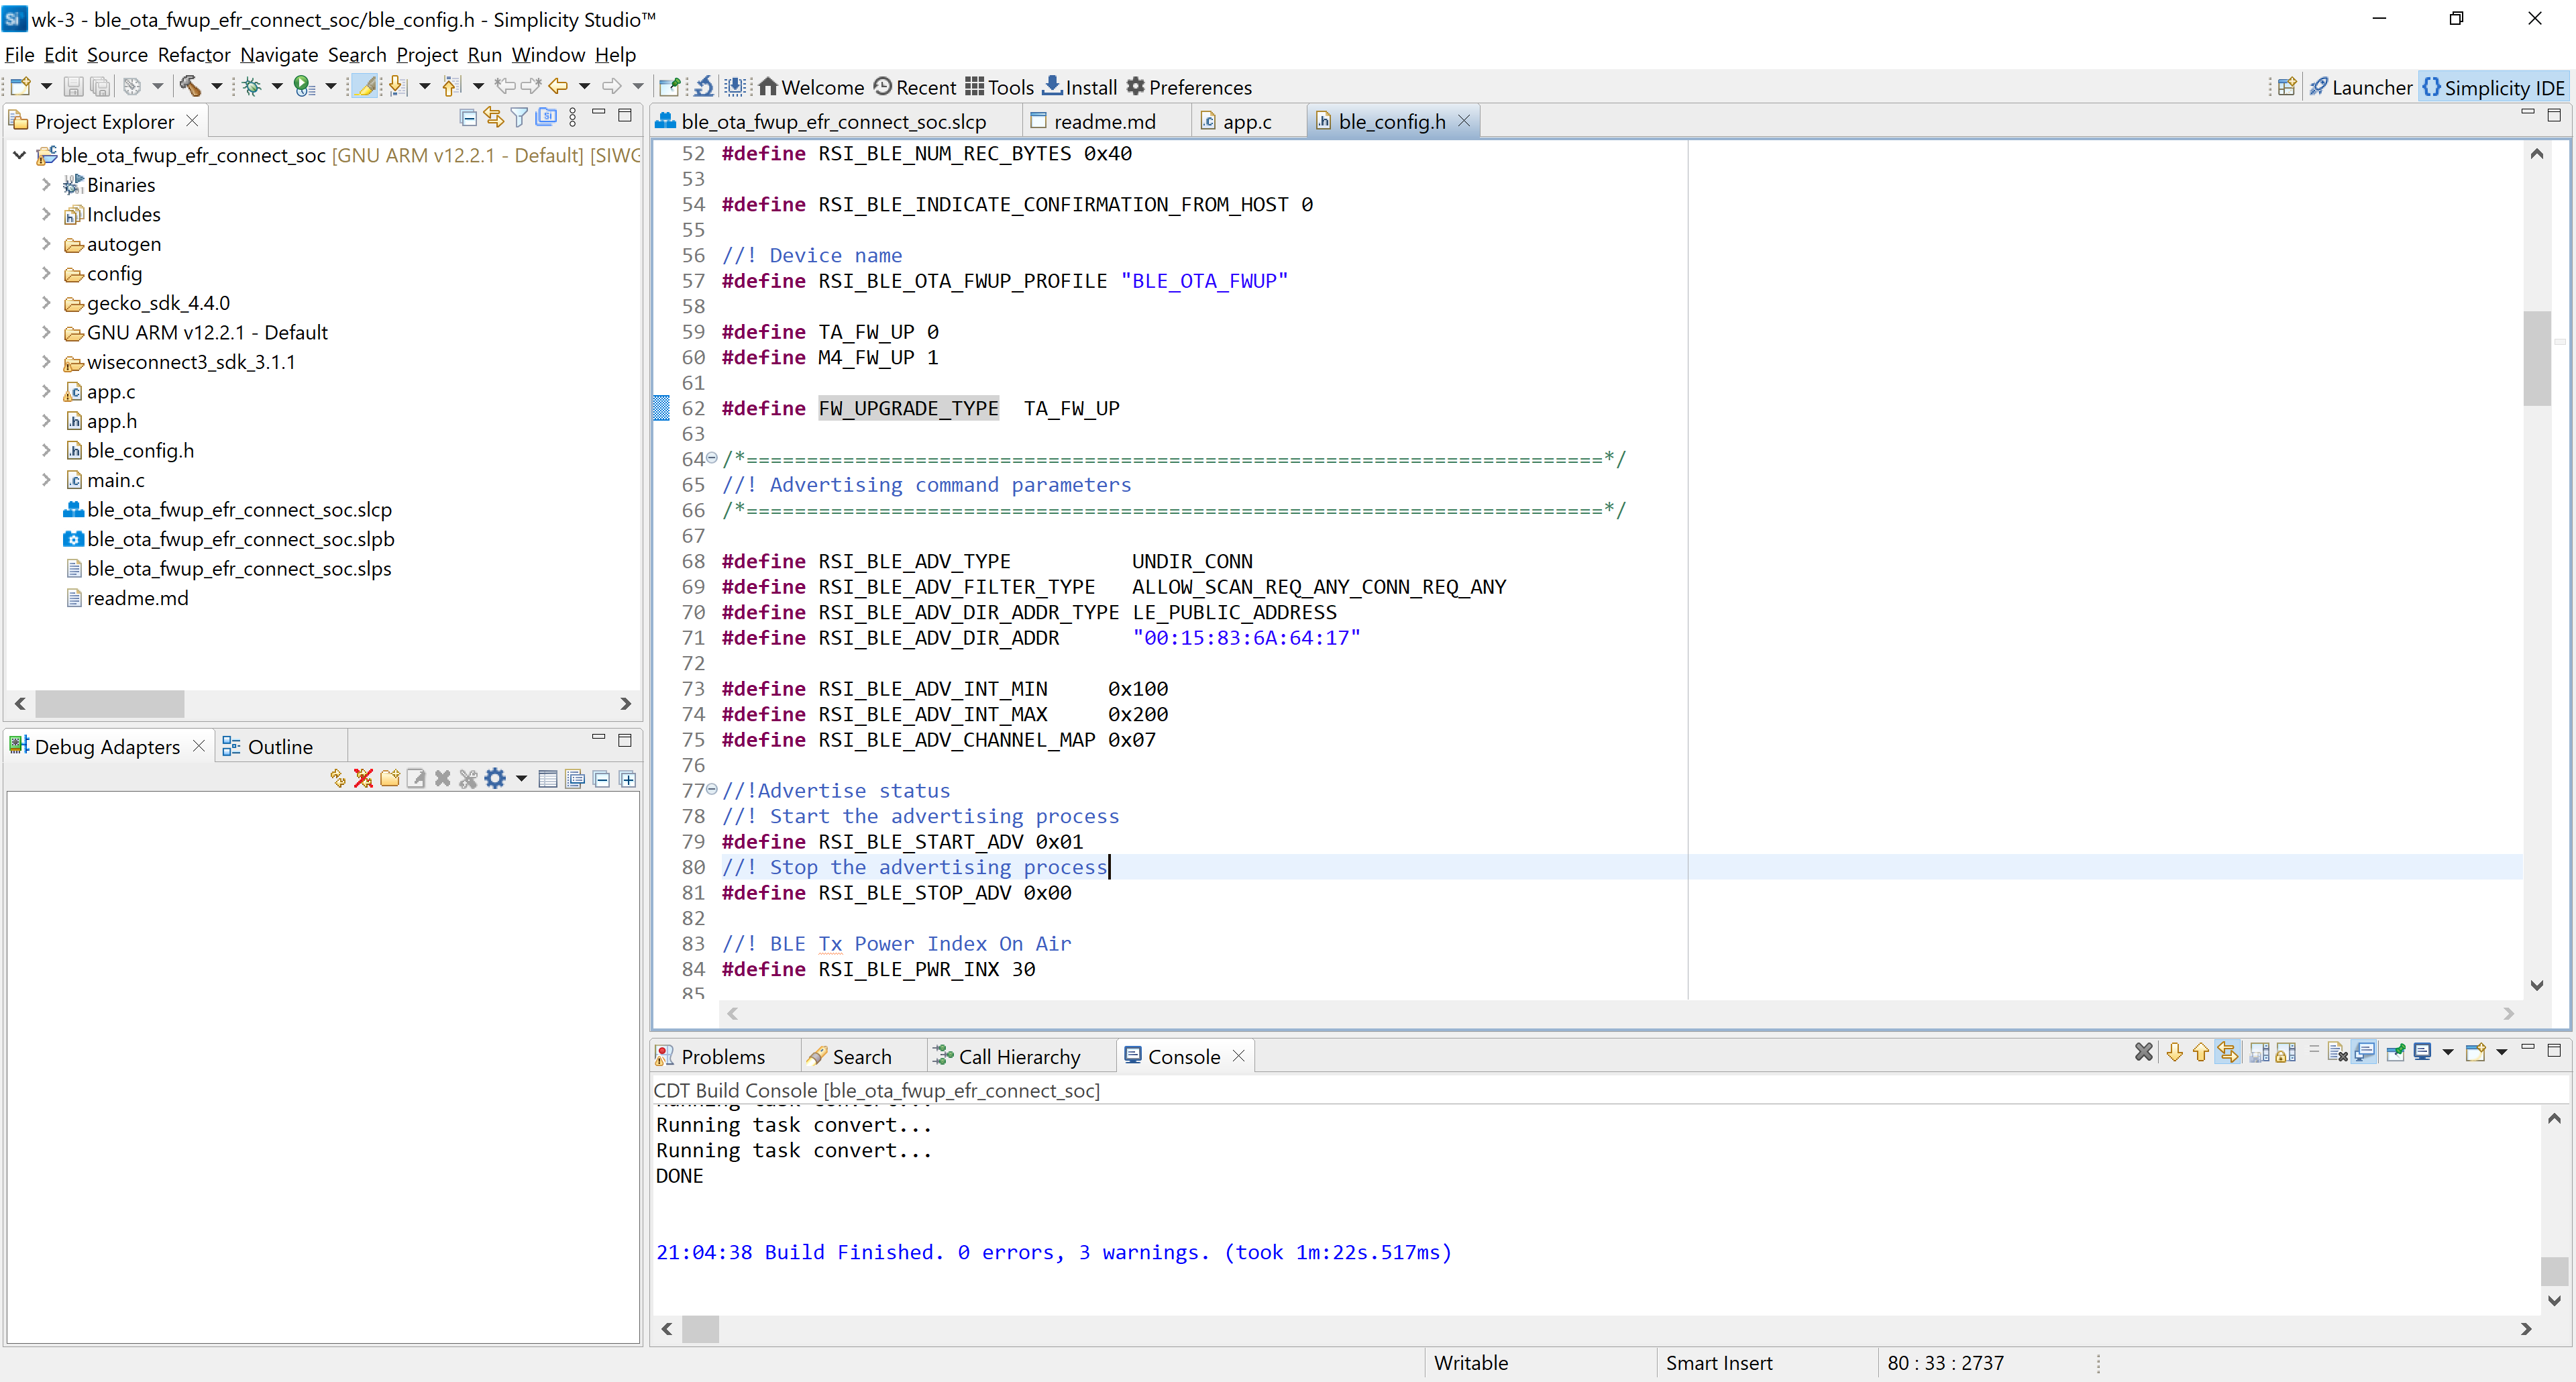 wk-3 - ble_ota_fwup_efr_connect_soc/ble_config.h - Simplicity Studio™
File Edit Source Refactor Navigate Search Project Run Window Help
Welcome Recent Tools Install Preferences
Launcher {} Simplicity IDE
Project Explorer
ble_ota_fwup_efr_connect_soc [GNU ARM v12.2.1 - Default] [SIWG
Binaries
Includes
autogen
config
gecko_sdk_4.4.0
GNU ARM v12.2.1 - Default
wiseconnect3_sdk_3.1.1
app.c
app.h
ble_config.h
main.c
ble_ota_fwup_efr_connect_soc.slcp
ble_ota_fwup_efr_connect_soc.slpb
ble_ota_fwup_efr_connect_soc.slps
readme.md
Debug Adapters Outline
ble_ota_fwup_efr_connect_soc.slcp readme.md app.c ble_config.h
52 #define RSI_BLE_NUM_REC_BYTES 0x40
53
54 #define RSI_BLE_INDICATE_CONFIRMATION_FROM_HOST 0
55
56 //! Device name
57 #define RSI_BLE_OTA_FWUP_PROFILE "BLE_OTA_FWUP"
58
59 #define TA_FW_UP 0
60 #define M4_FW_UP 1
61
62 #define FW_UPGRADE_TYPE  TA_FW_UP
63
64 /*=======================================================================*/
65 //! Advertising command parameters
66 /*=======================================================================*/
67
68 #define RSI_BLE_ADV_TYPE          UNDIR_CONN
69 #define RSI_BLE_ADV_FILTER_TYPE   ALLOW_SCAN_REQ_ANY_CONN_REQ_ANY
70 #define RSI_BLE_ADV_DIR_ADDR_TYPE LE_PUBLIC_ADDRESS
71 #define RSI_BLE_ADV_DIR_ADDR      "00:15:83:6A:64:17"
72
73 #define RSI_BLE_ADV_INT_MIN     0x100
74 #define RSI_BLE_ADV_INT_MAX     0x200
75 #define RSI_BLE_ADV_CHANNEL_MAP 0x07
76
77 //!Advertise status
78 //! Start the advertising process
79 #define RSI_BLE_START_ADV 0x01
80 //! Stop the advertising process
81 #define RSI_BLE_STOP_ADV 0x00
82
83 //! BLE Tx Power Index On Air
84 #define RSI_BLE_PWR_INX 30
85
Problems Search Call Hierarchy Console
CDT Build Console [ble_ota_fwup_efr_connect_soc]
Running task convert...
Running task convert...
Running task convert...
DONE
21:04:38 Build Finished. 0 errors, 3 warnings. (took 1m:22s.517ms)
Writable Smart Insert 80 : 33 : 2737